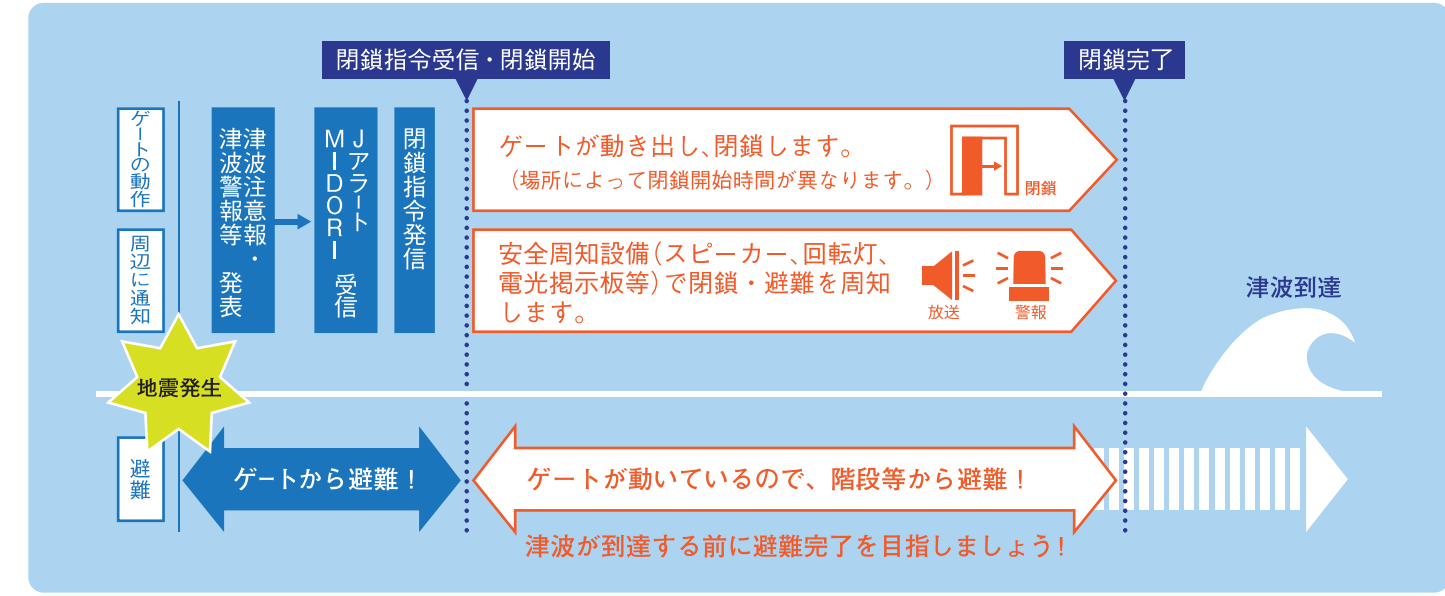 閉鎖指令受信・閉鎖開始
閉鎖完了
ゲートの動作
津波注意報・
津波警報等 発表
Jアラート
MIDORI 受信
閉鎖指令発信
ゲートが動き出し、閉鎖します。
（場所によって閉鎖開始時間が異なります。）
閉鎖
周辺に通知
安全周知設備（スピーカー、回転灯、
電光掲示板等）で閉鎖・避難を周知
します。
放送
警報
津波到達
地震発生
避難
ゲートから避難！
ゲートが動いているので、階段等から避難！
津波が到達する前に避難完了を目指しましょう！